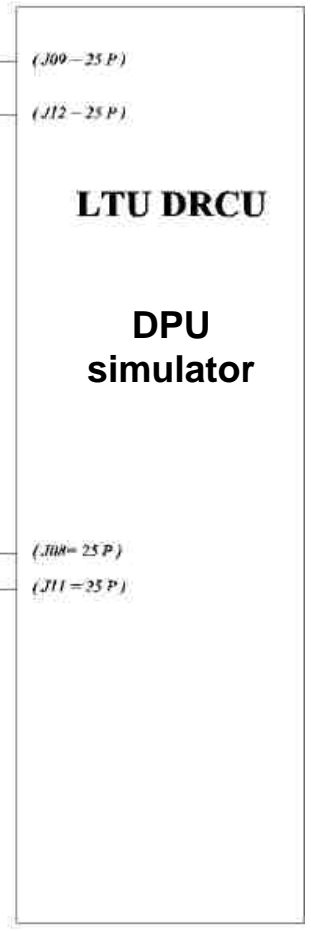 (J09 – 25 P)
(J12 – 25 P)
LTU DRCU
DPU
simulator
(J08= 25 P)
(J11 = 25 P)